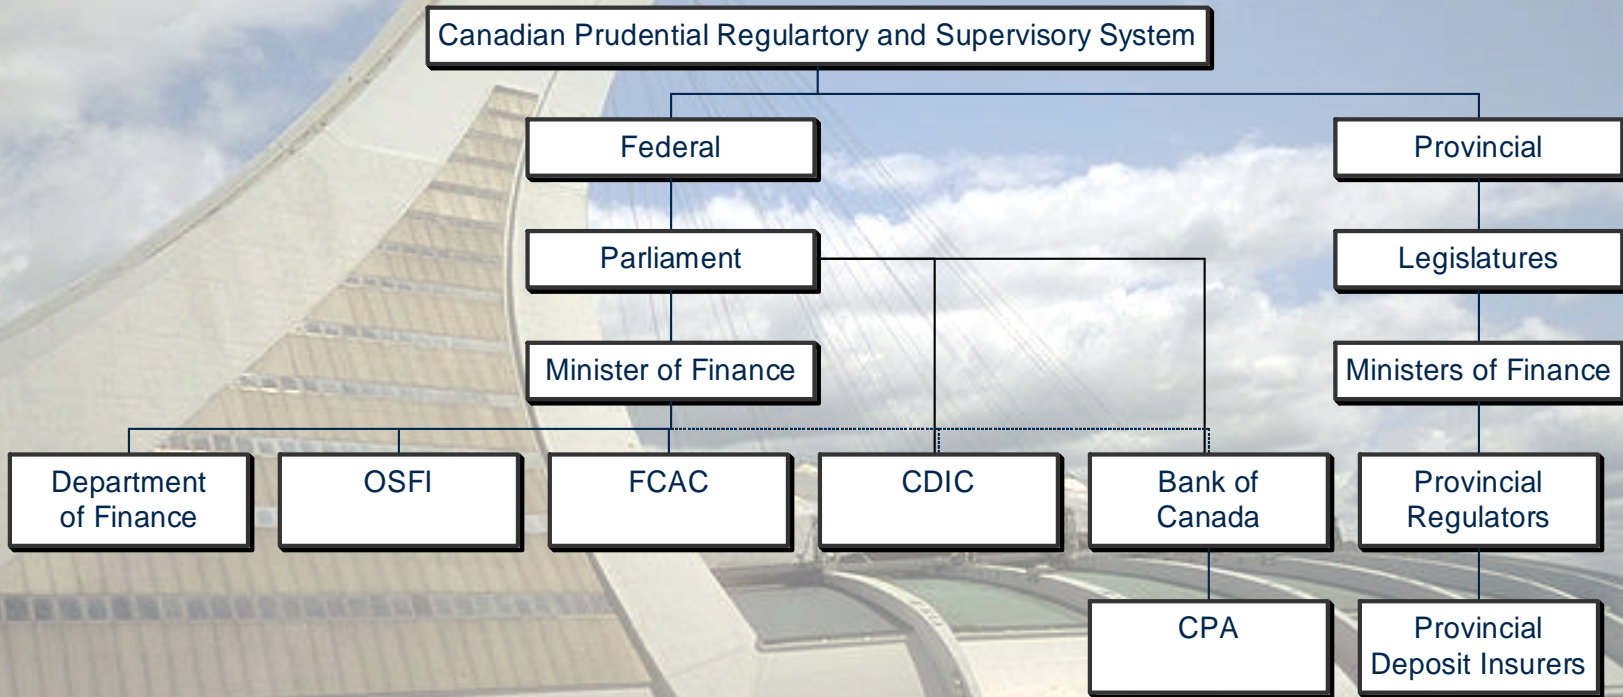 Canadian Prudential Regulartory and Supervisory System
Federal
Provincial
Parliament
Legislatures
Minister of Finance
Ministers of Finance
Department
of Finance
OSFI
FCAC
CDIC
Bank of
Canada
Provincial
Regulators
CPA
Provincial
Deposit Insurers